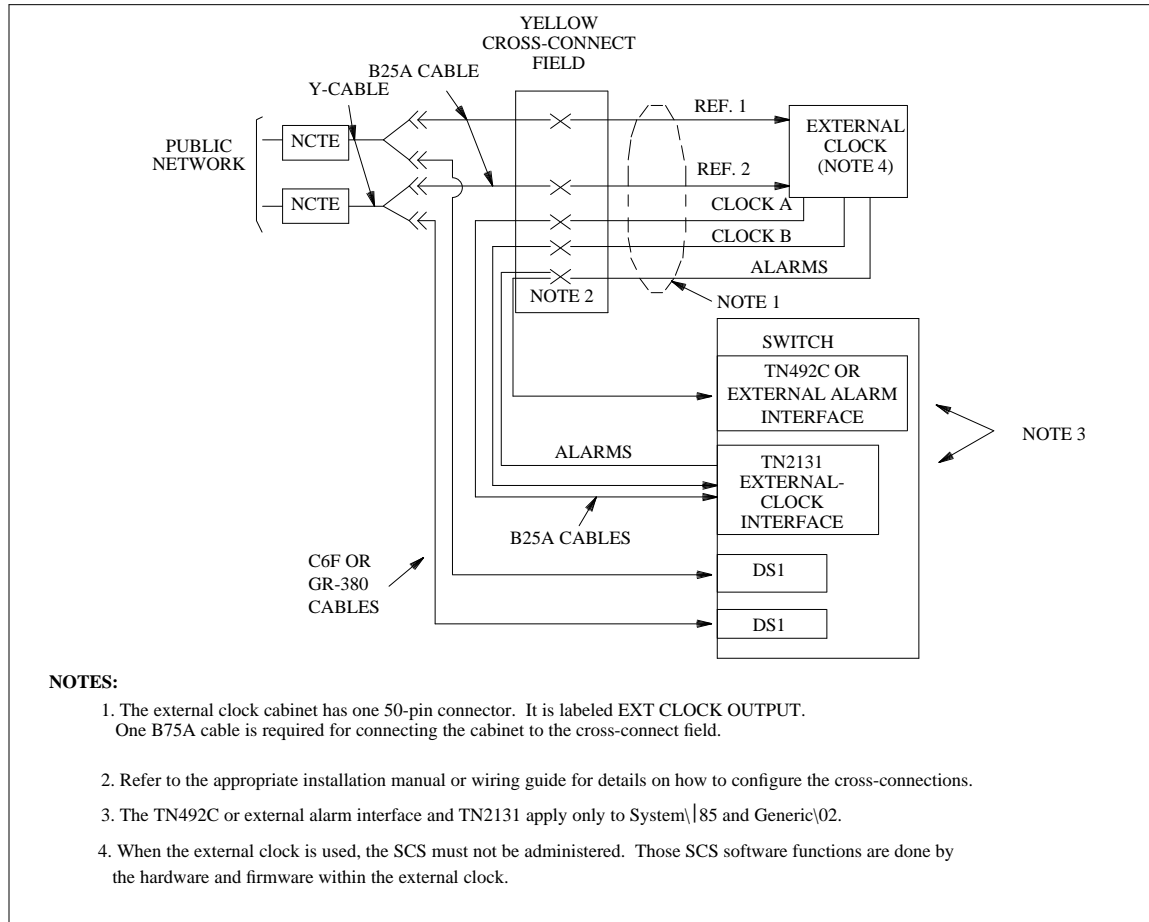 YELLOW
CROSS-CONNECT
FIELD
B25A CABLE
Y-CABLE
PUBLIC
NETWORK
NCTE
NCTE
REF. 1
REF. 2
CLOCK A
CLOCK B
ALARMS
EXTERNAL
CLOCK
(NOTE 4)
NOTE 2
NOTE 1
SWITCH
TN492C OR
EXTERNAL ALARM
INTERFACE
NOTE 3
ALARMS
TN2131
EXTERNAL-
CLOCK
INTERFACE
B25A CABLES
C6F OR
GR-380
CABLES
DS1
DS1
NOTES:
1. The external clock cabinet has one 50-pin connector. It is labeled EXT CLOCK OUTPUT.
One B75A cable is required for connecting the cabinet to the cross-connect field.
2. Refer to the appropriate installation manual or wiring guide for details on how to configure the cross-connections.
3. The TN492C or external alarm interface and TN2131 apply only to System\|85 and Generic\02.
4. When the external clock is used, the SCS must not be administered. Those SCS software functions are done by
the hardware and firmware within the external clock.